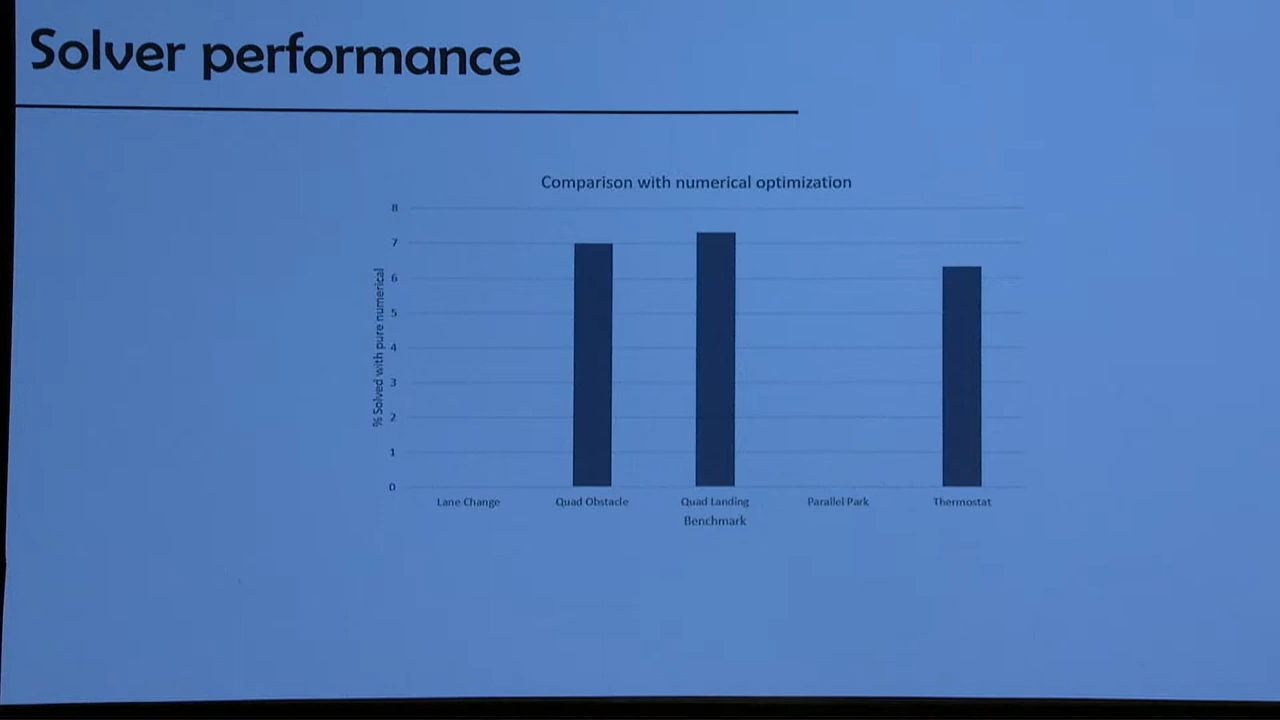 Solver performance
Comparison with numerical optimization
% Solved with pure numerical
8
7
6
5
4
3
2
1
0
Lane Change
Quad Obstacle
Quad Landing
Parallel Park
Thermostat
Benchmark